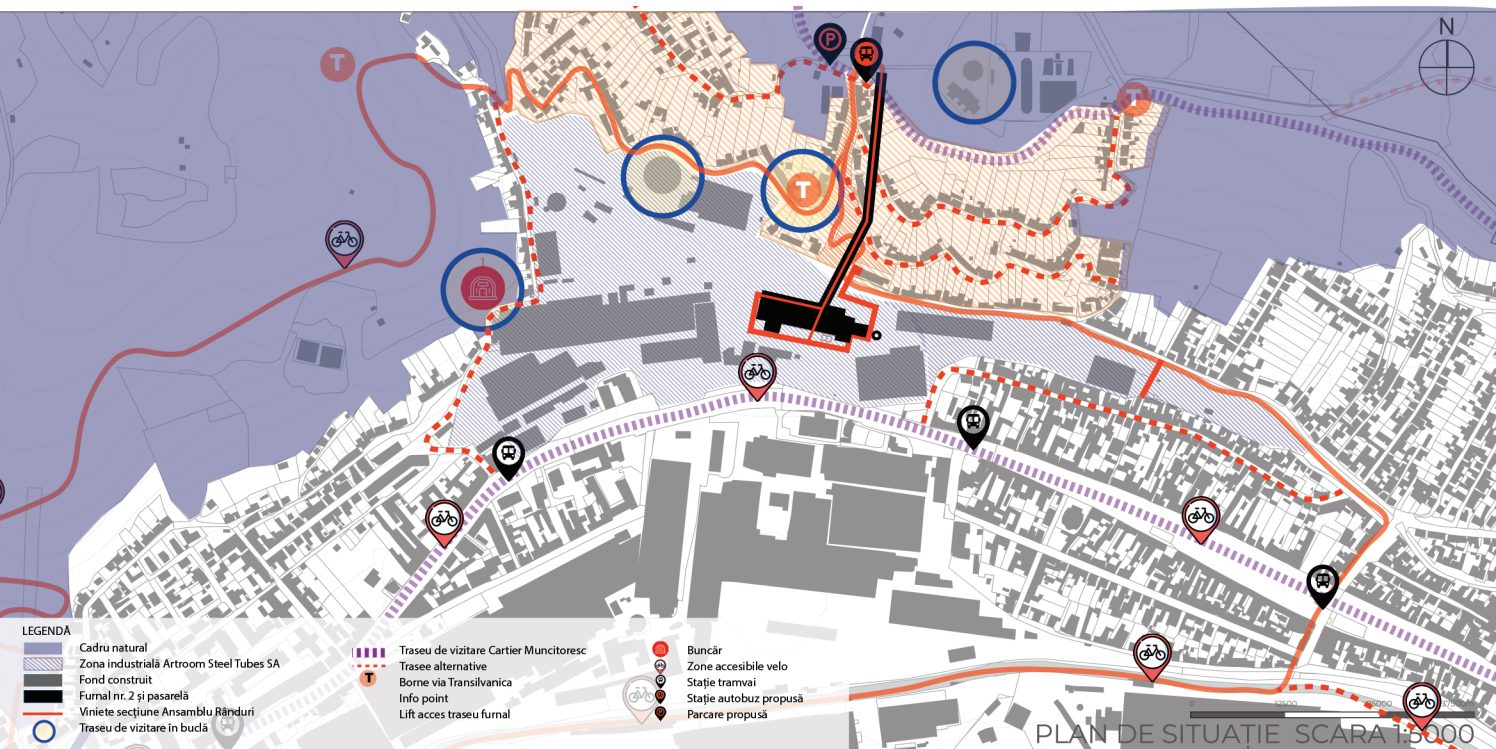 N
P
T
T
T
LEGENDĂ
Cadru natural
Zona industrială Artroom Steel Tubes SA
Fond construit
Furnal nr. 2 și pasarelă
Viniete secțiune Ansamblu Rânduri
Traseu de vizitare în buclă
Traseu de vizitare Cartier Muncitoresc
Trasee alternative
T
Borne via Transilvanica
Info point
Lift acces traseu furnal
Buncăr
Zone accesibile velo
Stație tramvai
Stație autobuz propusă
P
Parcare propusă
0
12500
PLAN DE SITUATIE SCARA 1:5000